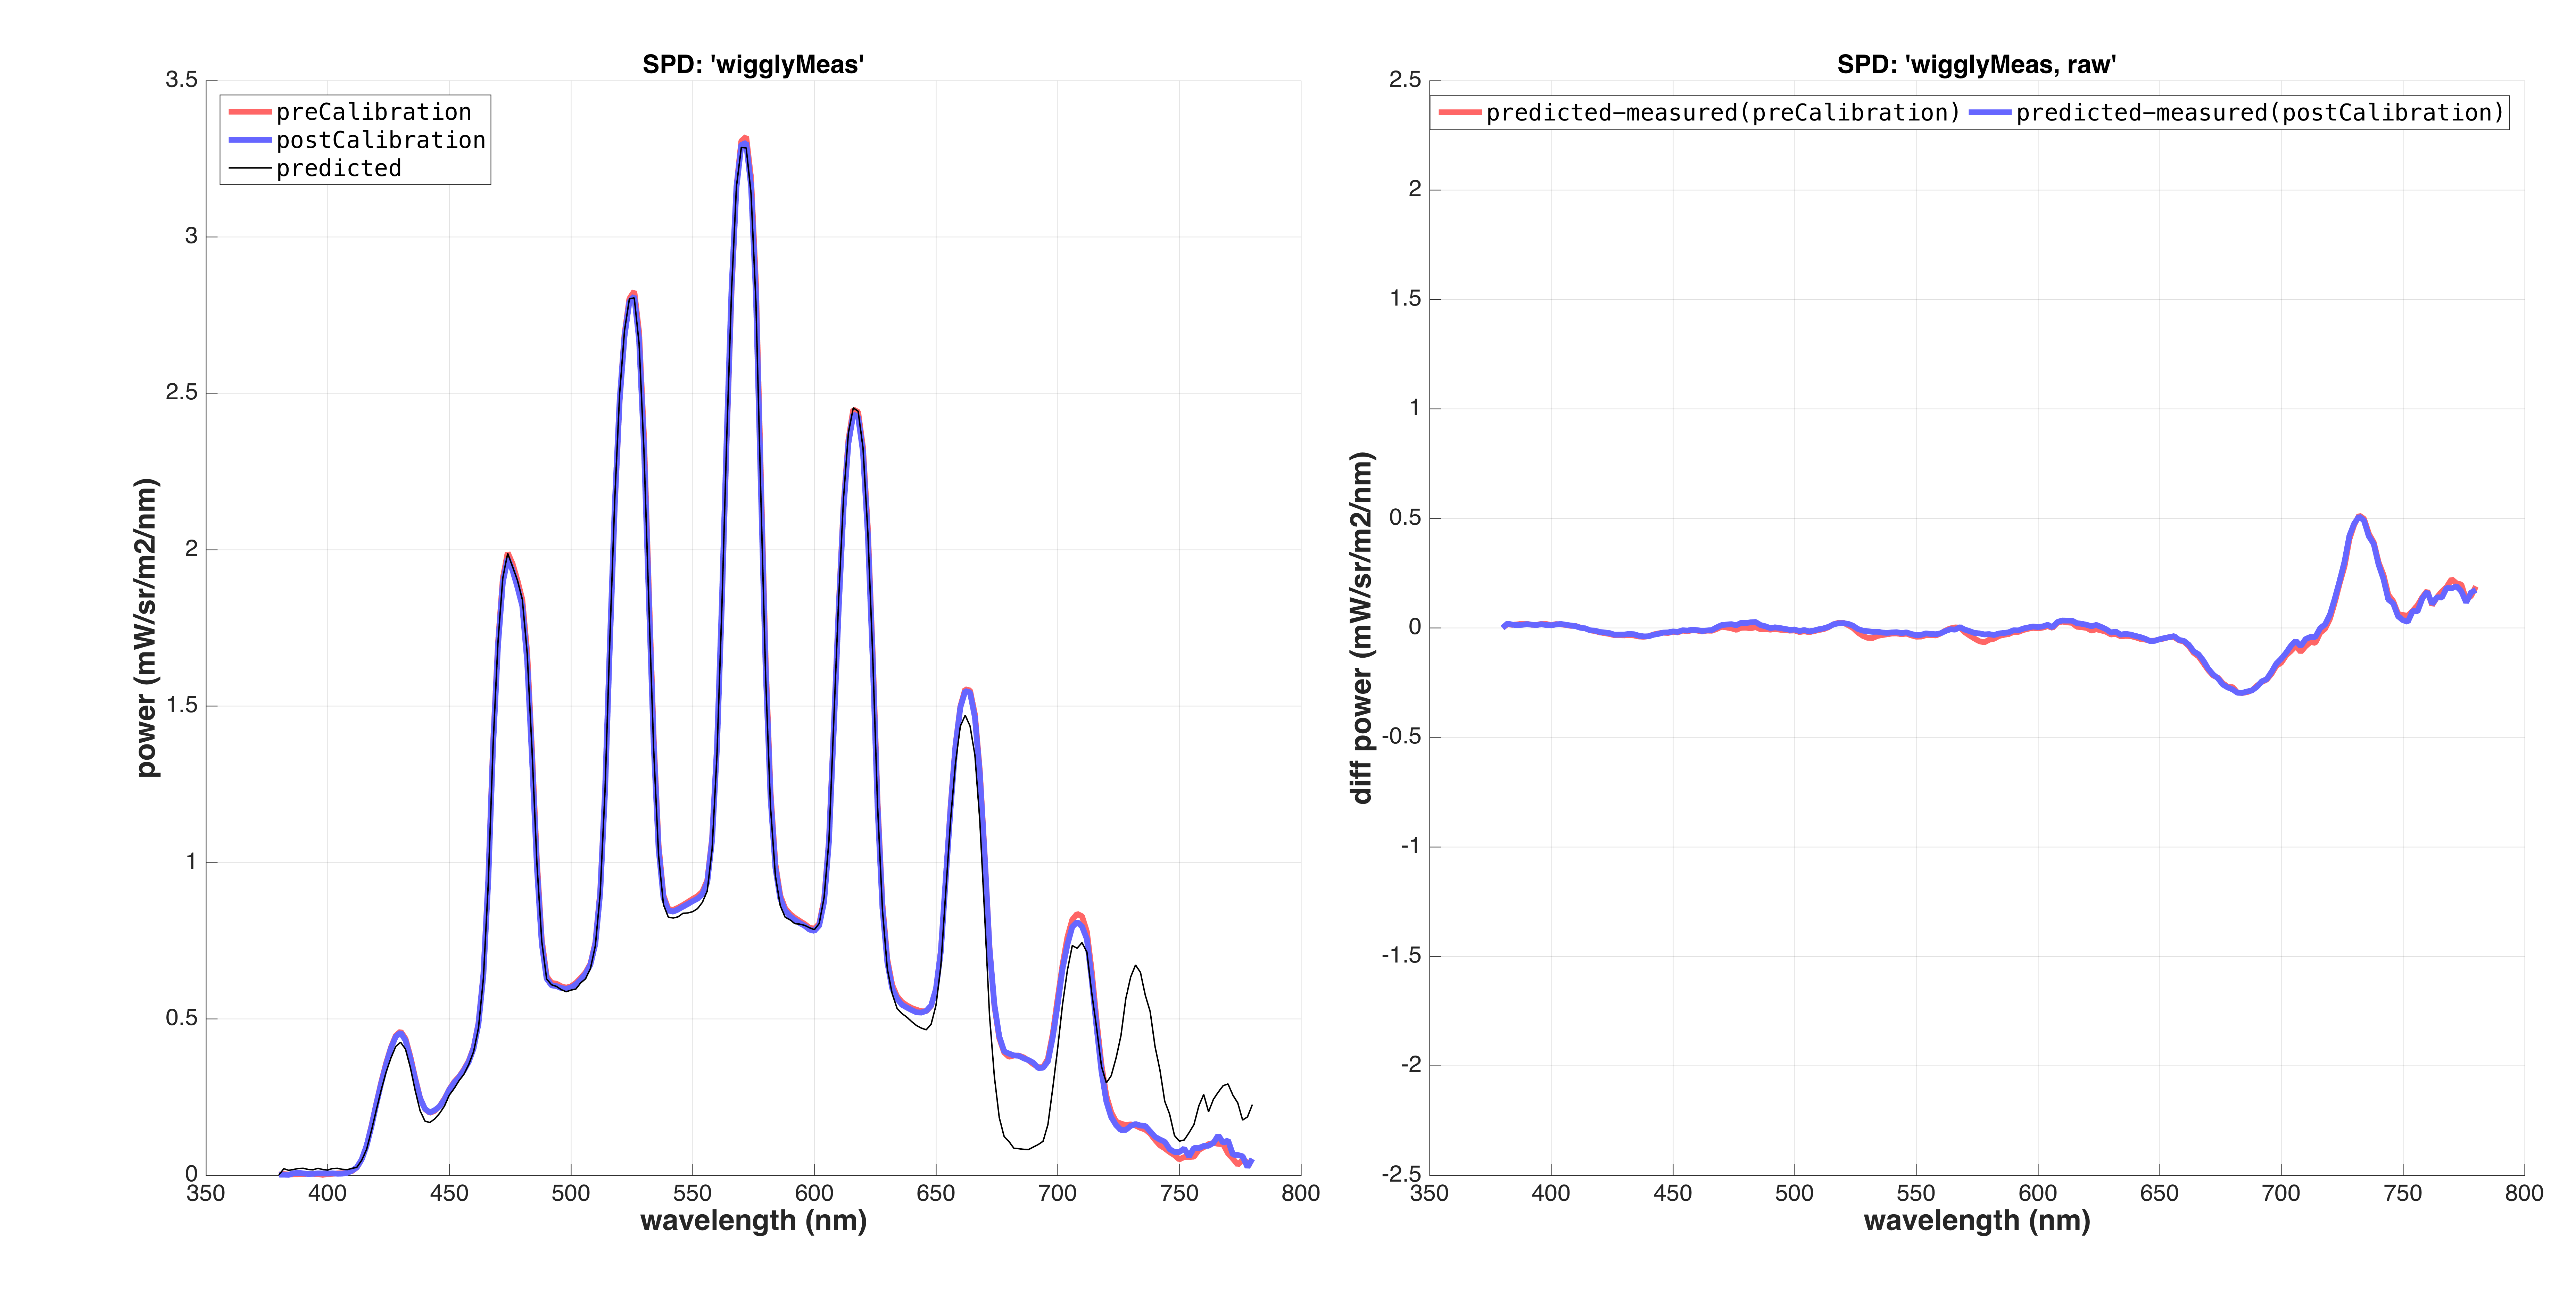 SPD: 'wigglyMeas'
preCalibration
postCalibration
predicted
power (mW/sr/m2/nm)
3.5
3
2.5
2
1.5
1
0.5
0
350 400 450 500 550 600 650 700 750 800
wavelength (nm)
SPD: 'wigglyMeas, raw'
predicted-measured(preCalibration) predicted-measured(postCalibration)
diff power (mW/sr/m2/nm)
2.5
2
1.5
1
0.5
0
-0.5
-1
-1.5
-2
-2.5
350 400 450 500 550 600 650 700 750 800
wavelength (nm)